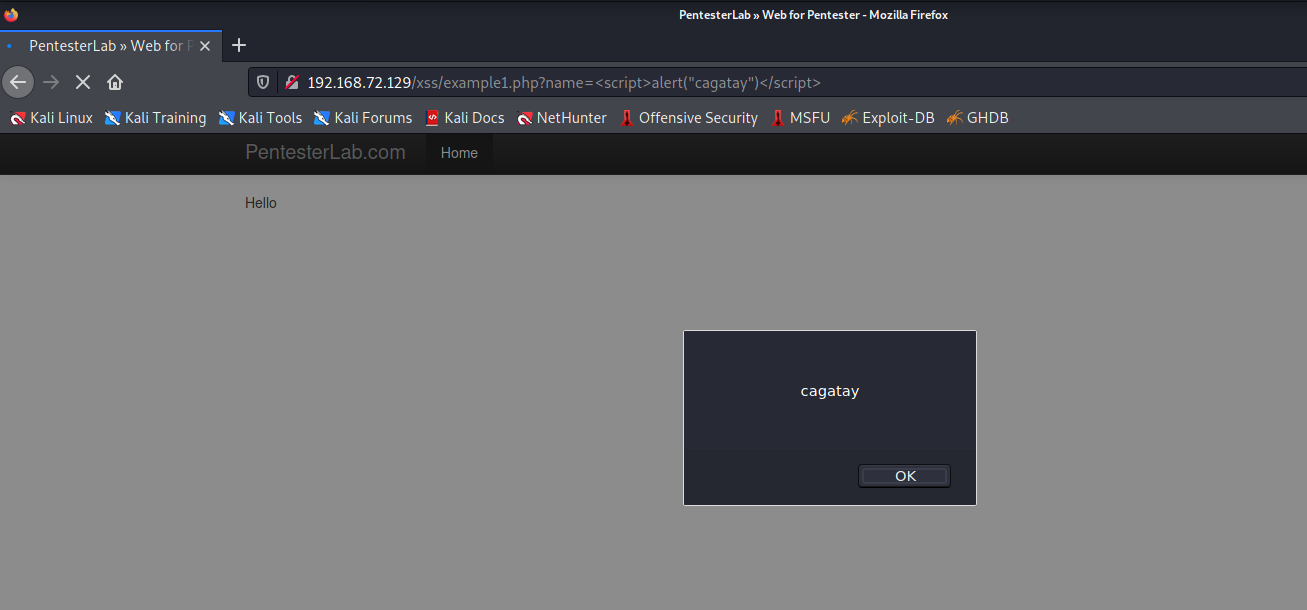 PentesterLab » Web for Pentester - Mozilla Firefox
PentesterLab » Web for P
192.168.72.129/xss/example1.php?name=<script>alert("cagatay")</script>
Kali Linux Kali Training Kali Tools Kali Forums Kali Docs NetHunter Offensive Security MSFU Exploit-DB GHDB
PentesterLab.com Home
Hello
cagatay
OK